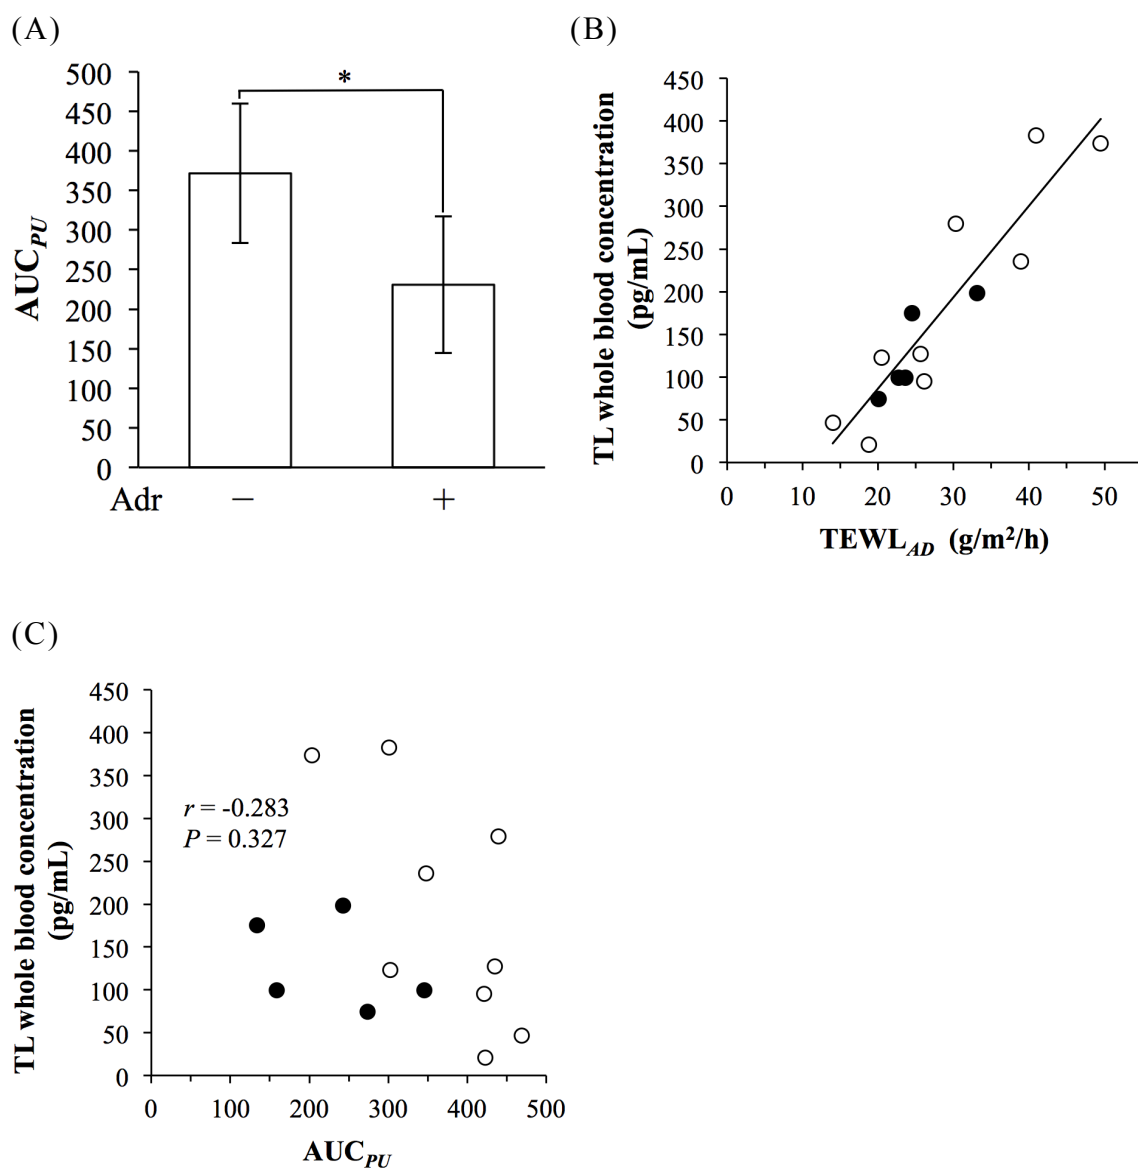 (A)
*
500
450
400
350
300
250
200
150
100
50
0
AUC_PU
Adr − +
(B)
450
400
350
300
250
200
150
100
50
0
TL whole blood concentration
(pg/mL)
0 10 20 30 40 50
TEWL_AD (g/m²/h)
(C)
450
400
350
300
250
200
150
100
50
0
TL whole blood concentration
(pg/mL)
r = -0.283
P = 0.327
0 100 200 300 400 500
AUC_PU